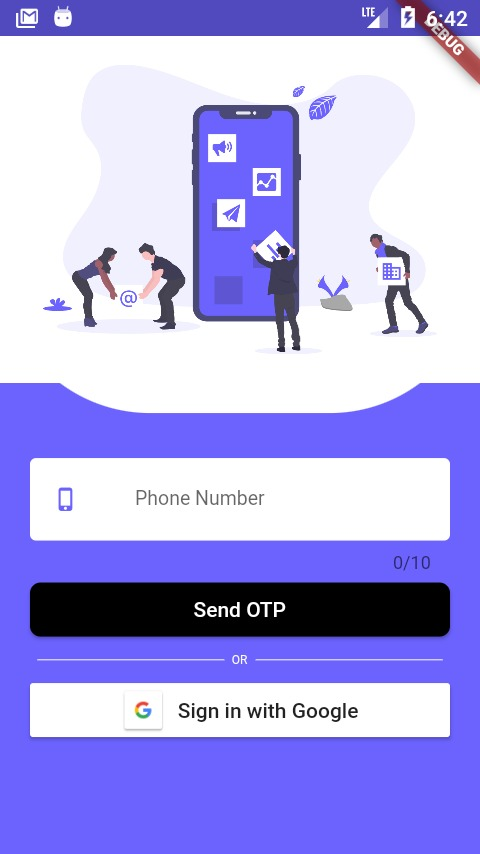 LTE 6:42
DEBUG
@
Phone Number
0/10
Send OTP
OR
G Sign in with Google